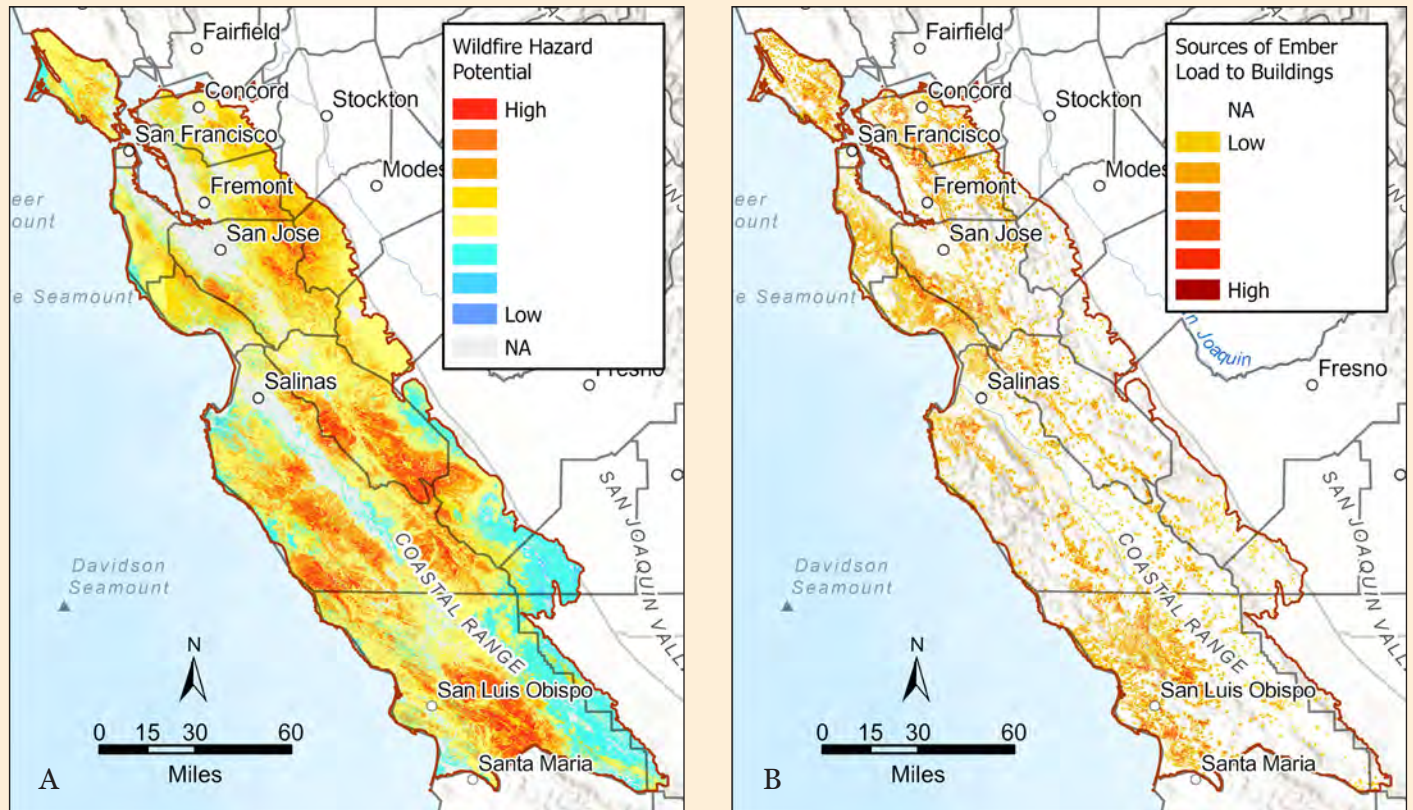 Fairfield
Concord
Stockton
San Francisco
Modes
Fremont
San Jose
eer
ount
e Seamount
Salinas
Fresno
SAN JOAQUIN VALLE
COASTAL RANGE
Davidson
Seamount
N
San Luis Obispo
0 15 30 60
Miles
Santa Maria
A
Wildfire Hazard
Potential
High
Low
NA
Fairfield
Concord
Stockton
San Francisco
Modes
Fremont
San Jose
eer
ount
e Seamount
n Joaquin
Salinas
Fresno
SAN JOAQUIN VALLE
COASTAL RANGE
Davidson
Seamount
N
San Luis Obispo
0 15 30 60
Miles
Santa Maria
B
Sources of Ember
Load to Buildings
NA
Low
High